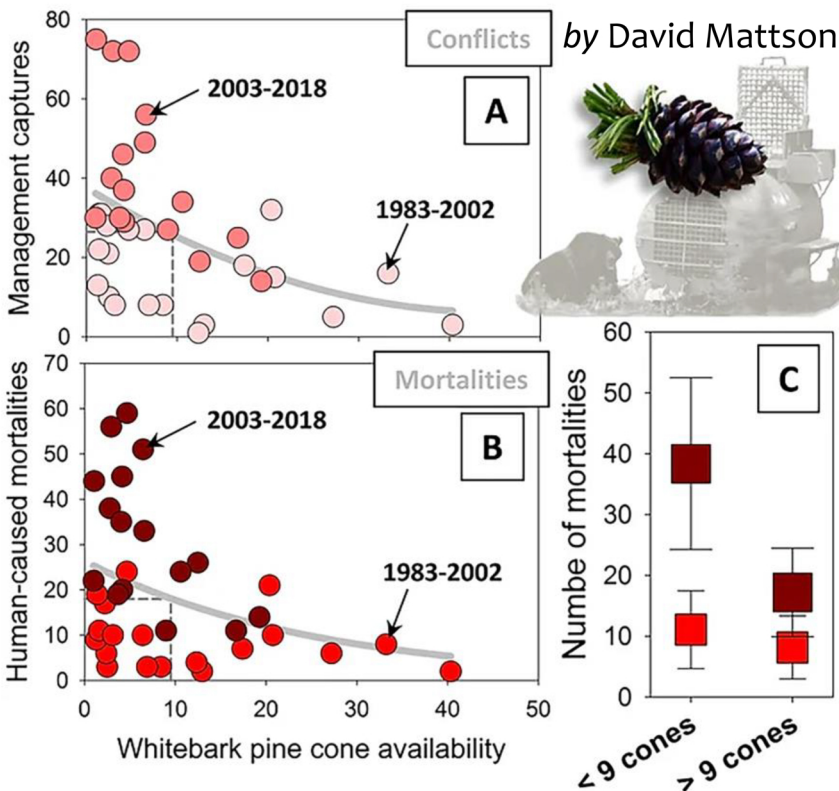 by David Mattson
Conflicts
A
2003-2018
1983-2002
Management captures
80
60
40
20
0
Mortalities
B
2003-2018
1983-2002
Human-caused mortalities
70
60
50
40
30
20
10
0
0 10 20 30 40 50
Whitebark pine cone availability
C
Numbe of mortalities
60
50
40
30
20
10
0
< 9 cones
> 9 cones